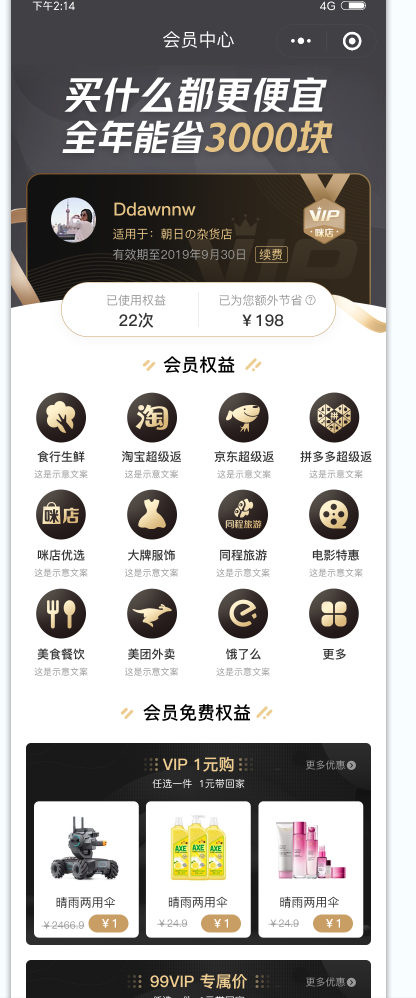 下午2:14 4G
会员中心
买什么都更便宜
全年能省3000块
Ddawnnw
适用于：朝日の杂货店
有效期至2019年9月30日 续费
VIP
咪店
VIP
已使用权益 已为您额外节省
22次 ￥198
会员权益
淘
食行生鲜 淘宝超级返 京东超级返 拼多多超级返
这是示意文案 这是示意文案 这是示意文案 这是示意文案
咪店 同程旅游
咪店优选 大牌服饰 同程旅游 电影特惠
这是示意文案 这是示意文案 这是示意文案 这是示意文案
美食餐饮 美团外卖 饿了么 更多
这是示意文案 这是示意文案 这是示意文案
会员免费权益
VIP 1元购 更多优惠
任选一件 1元带回家
AXE AXE AXE
晴雨两用伞 晴雨两用伞 晴雨两用伞
￥2466.9 ￥1 ￥24.9 ￥1 ￥24.9 ￥1
99VIP 专属价 更多优惠